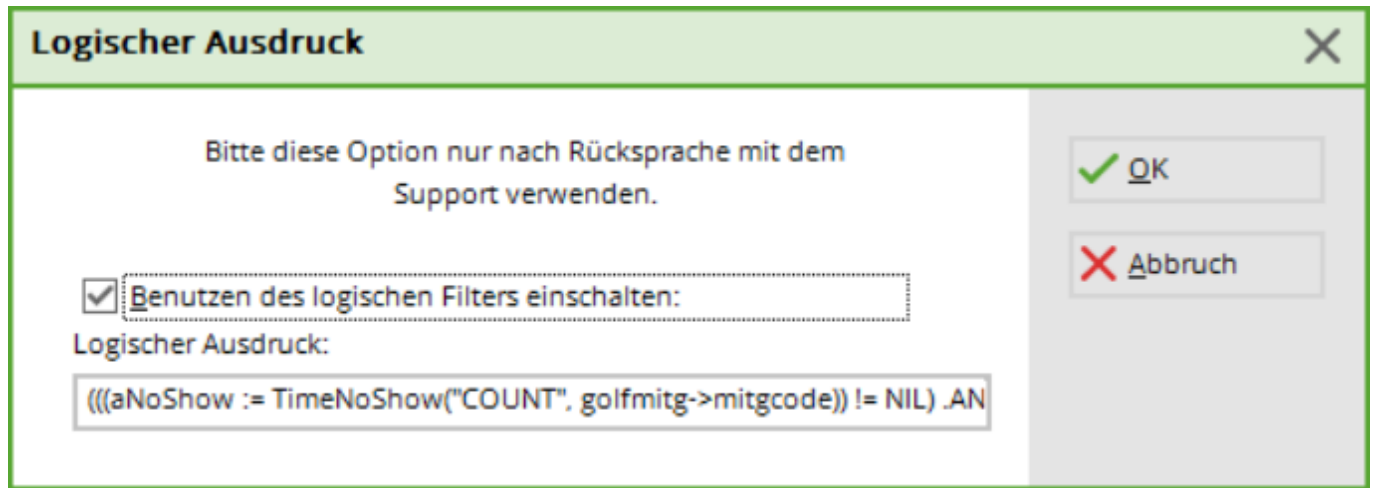 Logischer Ausdruck
Bitte diese Option nur nach Rücksprache mit dem
Support verwenden.
OK
Abbruch
Benutzen des logischen Filters einschalten:
Logischer Ausdruck:
(((aNoShow := TimeNoShow("COUNT", golfmitg->mitgcode)) != NIL) .AN